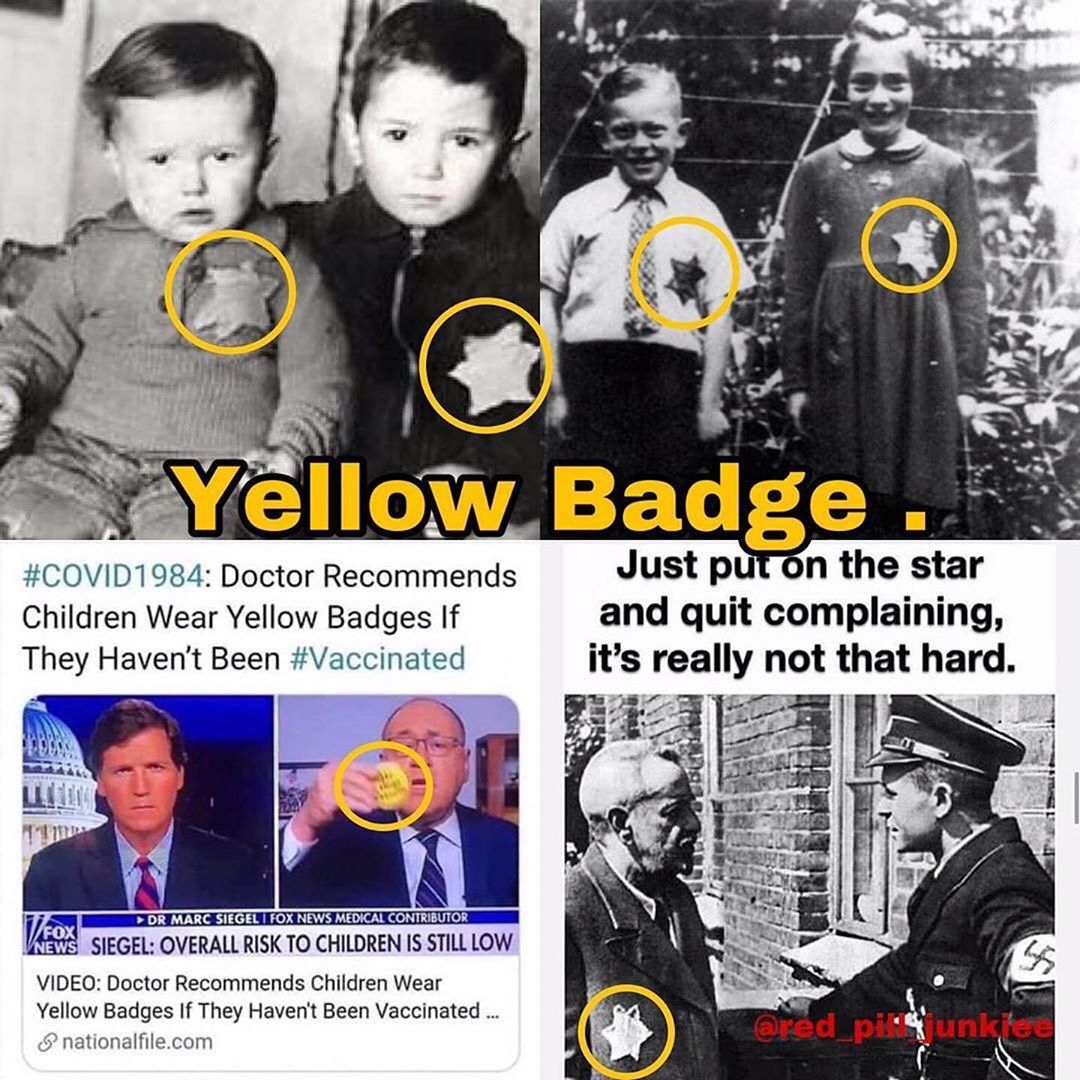 Yellow Badge .
#COVID1984: Doctor Recommends
Children Wear Yellow Badges If
They Haven't Been #Vaccinated
DR MARC SIEGEL | FOX NEWS MEDICAL CONTRIBUTOR
FOX
NEWS
SIEGEL: OVERALL RISK TO CHILDREN IS STILL LOW
VIDEO: Doctor Recommends Children Wear
Yellow Badges If They Haven't Been Vaccinated ...
nationalfile.com
Just put on the star
and quit complaining,
it's really not that hard.
@red_pill_junkiee